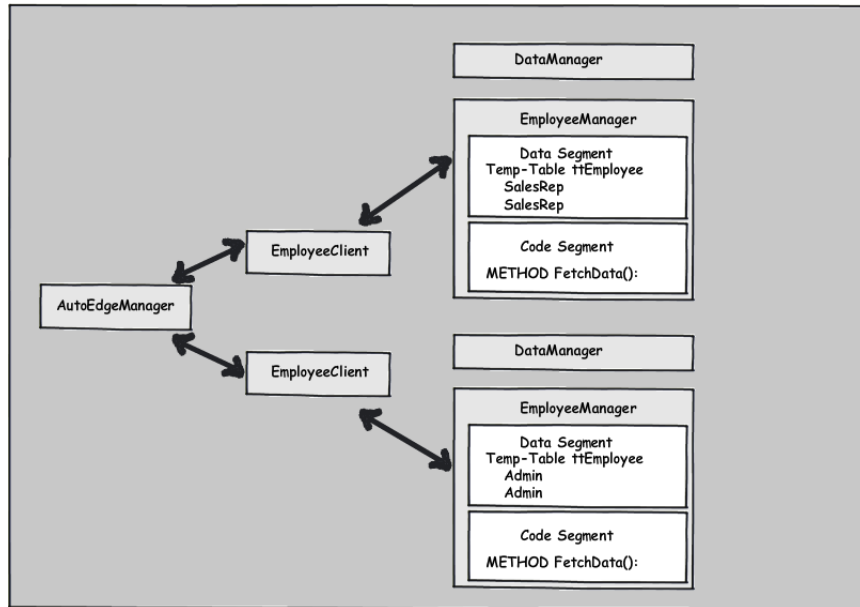 DataManager
EmployeeManager
Data Segment
Temp-Table ttEmployee
SalesRep
SalesRep
Code Segment
METHOD FetchData():
EmployeeClient
AutoEdgeManager
EmployeeClient
DataManager
EmployeeManager
Data Segment
Temp-Table ttEmployee
Admin
Admin
Code Segment
METHOD FetchData():